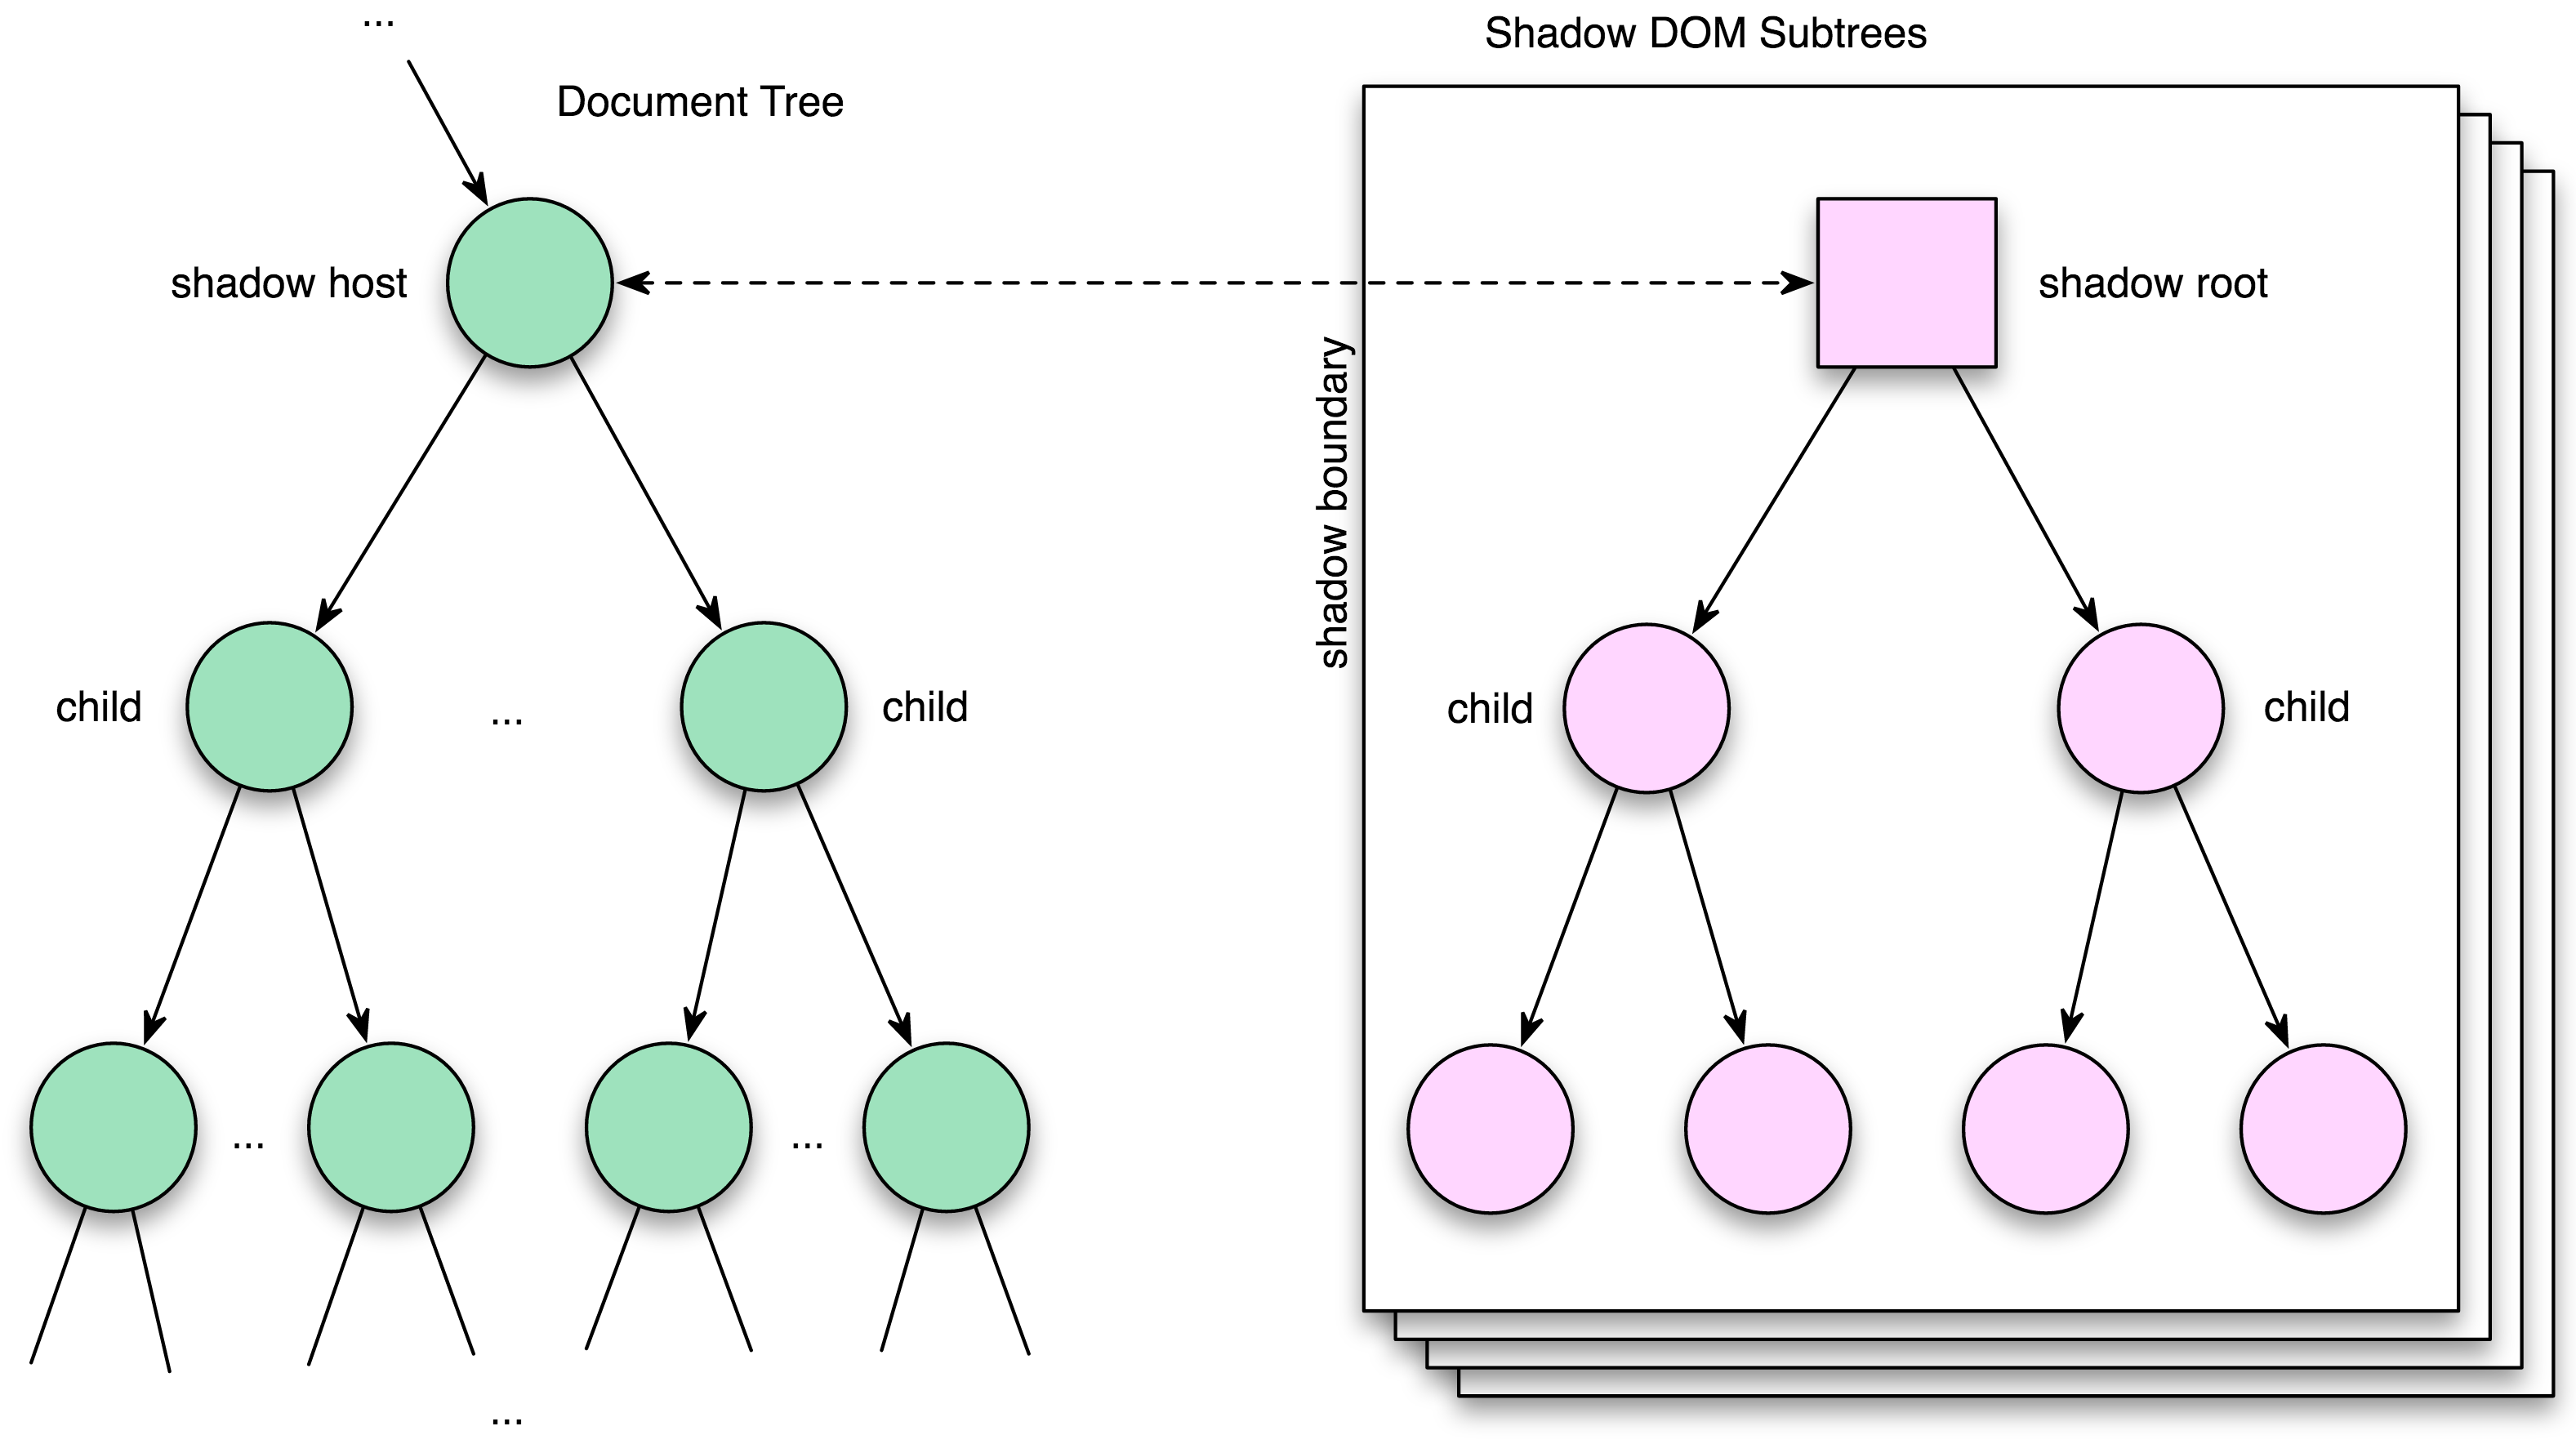 ...
Shadow DOM Subtrees
Document Tree
shadow host
shadow root
shadow boundary
child
...
child
child
child
...
...
...